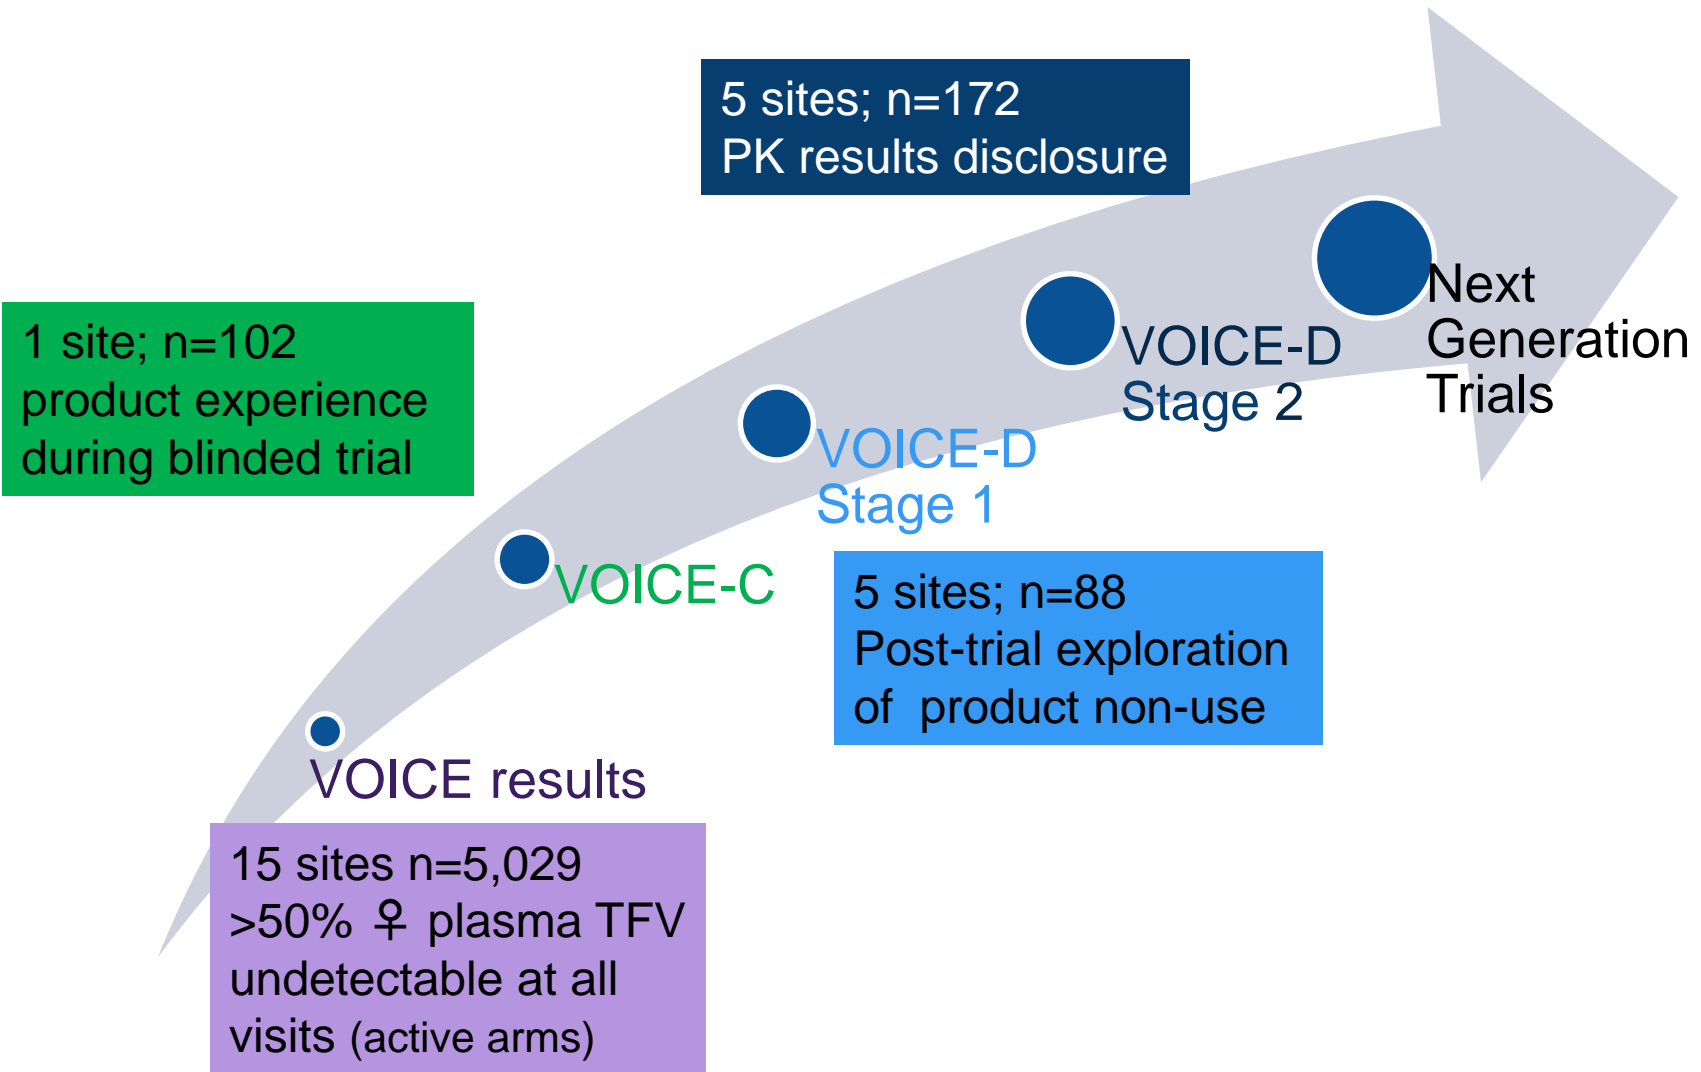 5 sites; n=172
PK results disclosure
1 site; n=102
product experience
during blinded trial
Next
Generation
Trials
VOICE-D
Stage 2
VOICE-D
Stage 1
VOICE-C
5 sites; n=88
Post-trial exploration
of  product non-use
VOICE results
15 sites n=5,029
>50% ♀ plasma TFV
undetectable at all
visits (active arms)